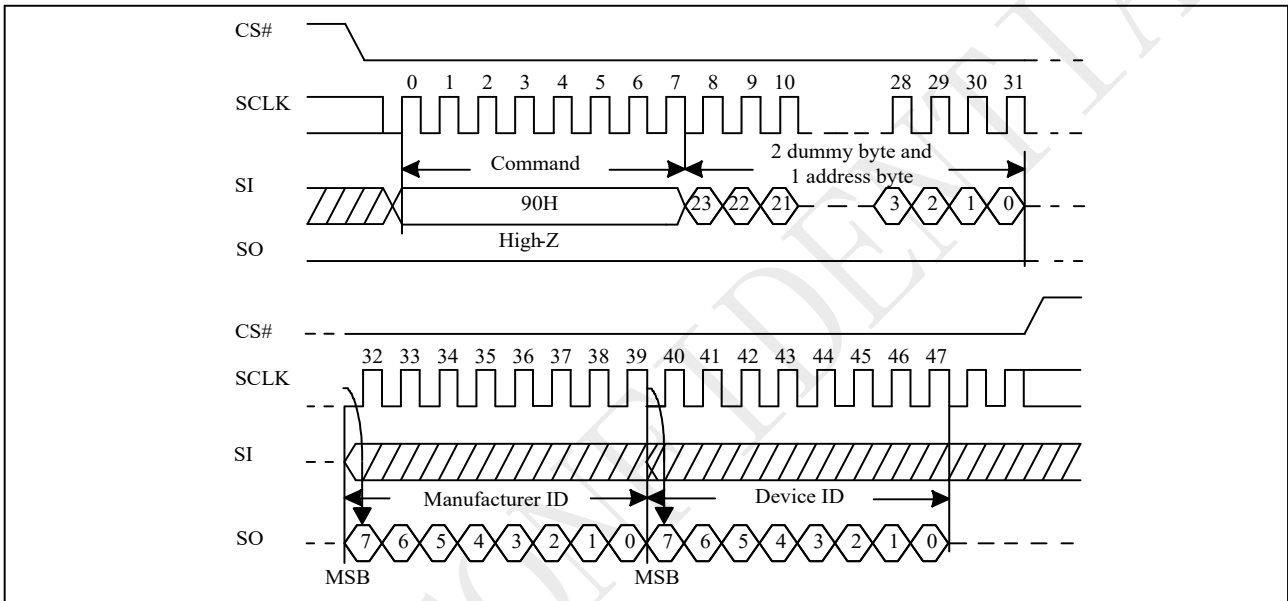 CS#
0 1 2 3 4 5 6 7 8 9 10 28 29 30 31
SCLK
Command
2 dummy byte and
1 address byte
SI
90H
23 22 21 3 2 1 0
High-Z
SO
CS#
32 33 34 35 36 37 38 39 40 41 42 43 44 45 46 47
SCLK
SI
Manufacturer ID
Device ID
SO
7 6 5 4 3 2 1 0 7 6 5 4 3 2 1 0
MSB
MSB
ONFIDENTIA